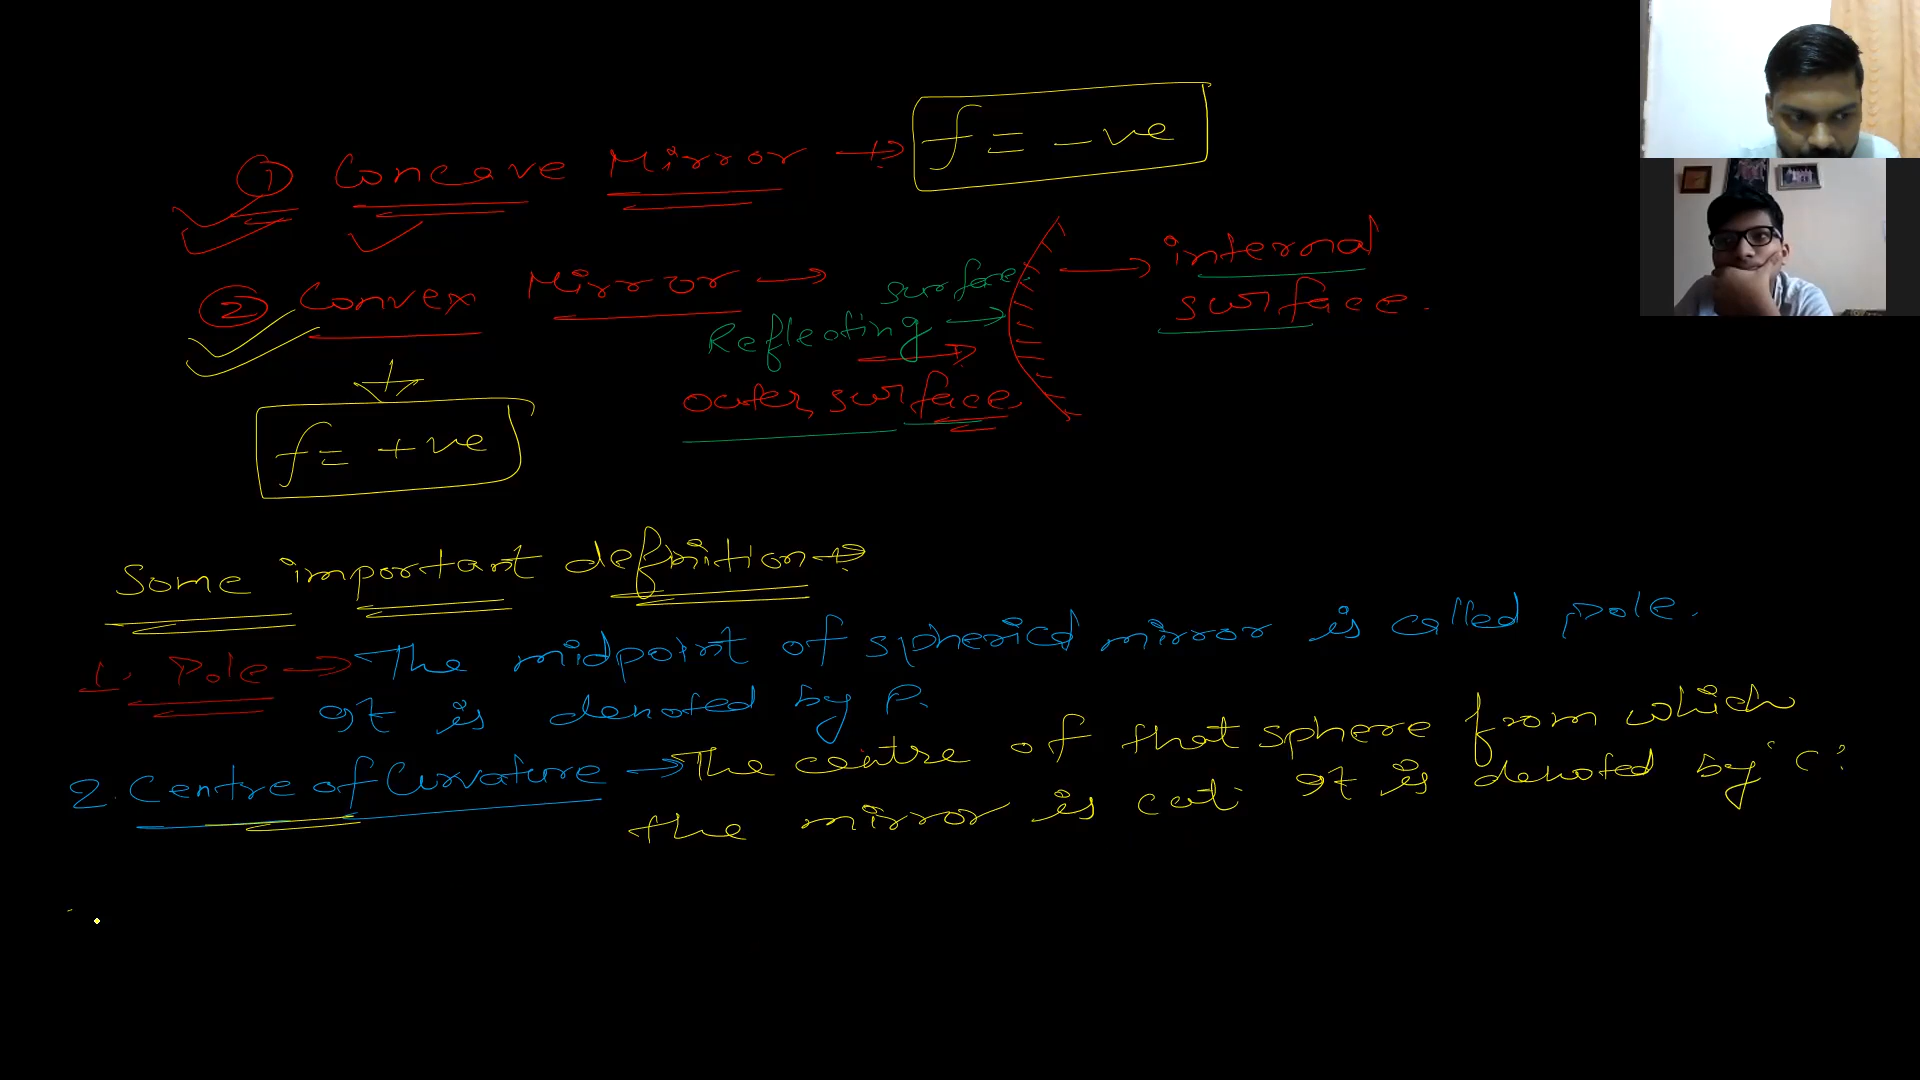 ① Concave Mirror → f = -ve
② Convex Mirror →
surface
Reflecting →
outer surface
→ internal
surface.
f = +ve
Some important definition →
1. Pole → The midpoint of spherical mirror is called pole.
It is denoted by P.
2. Centre of Curvature → The centre of that sphere from which
the mirror is cut. It is denoted by 'C'.